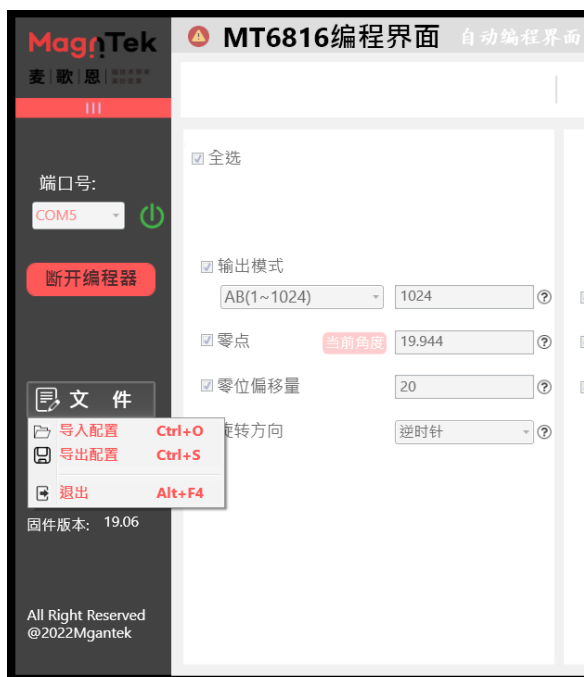 MagnTek
麦歌恩
MT6816编程界面
自动编程界面
端口号:
COM5
断开编程器
文 件
导入配置 Ctrl+O
导出配置 Ctrl+S
退出 Alt+F4
固件版本: 19.06
All Right Reserved
@2022Mgantek
全选
输出模式
AB(1~1024) 1024
零点 当前角度 19.944
零位偏移量 20
旋转方向 逆时针